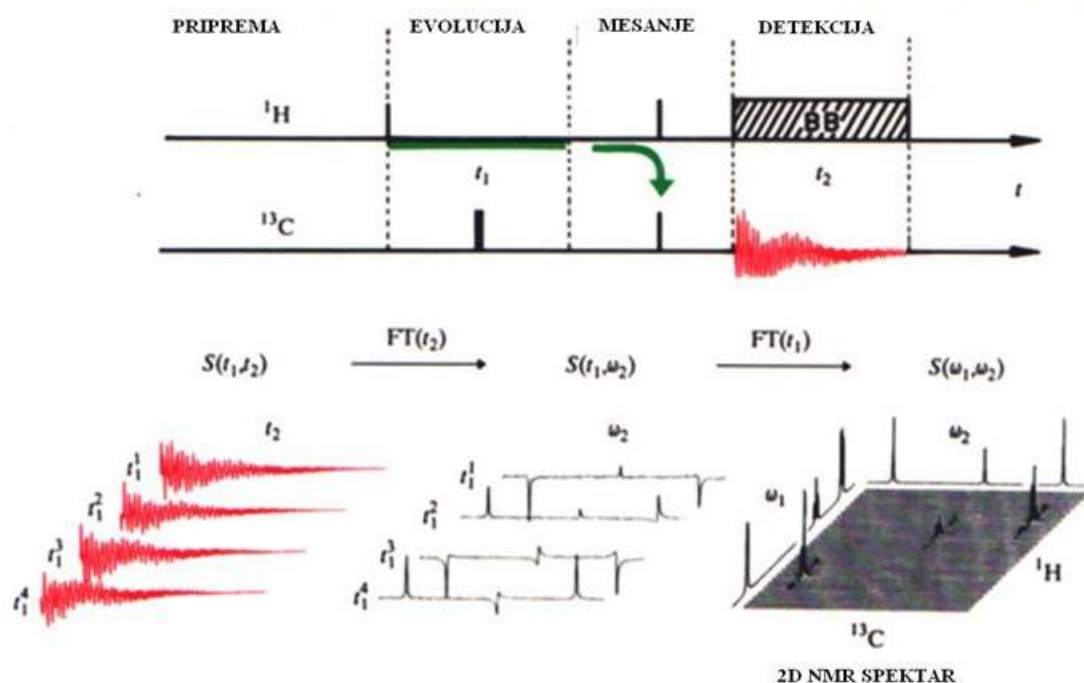 PRIPREMA EVOLUCIJA MESANJE DETEKCIJA
¹H BB
t₁ t₂ t
¹³C
FT(t₂) FT(t₁)
S(t₁,t₂) S(t₁,ω₂) S(ω₁,ω₂)
t₂ ω₂ ω₂
t₁¹ t₁¹
t₁² t₁² ω₁
t₁³ t₁³
t₁⁴ t₁⁴ ¹H
¹³C
2D NMR SPEKTAR